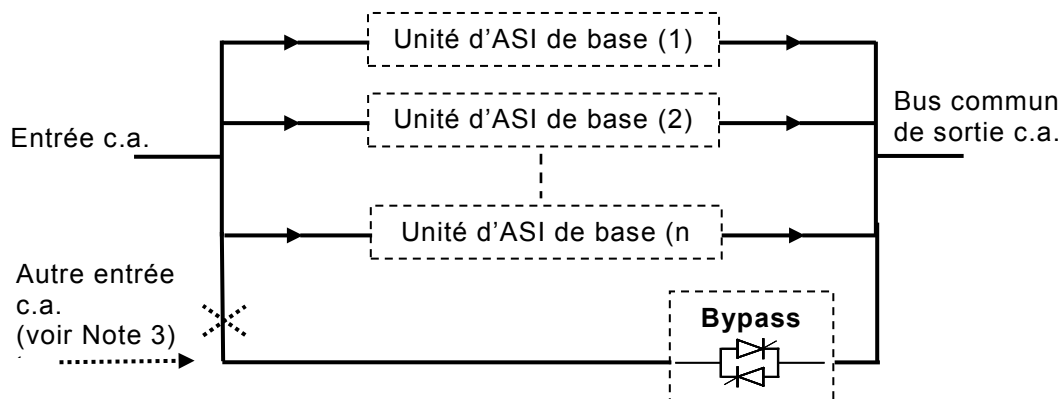 Unité d’ASI de base (1)
Unité d’ASI de base (2)
Bus commun
de sortie c.a.
Entrée c.a.
Unité d’ASI de base (n
Autre entrée
c.a.
(voir Note 3)
Bypass